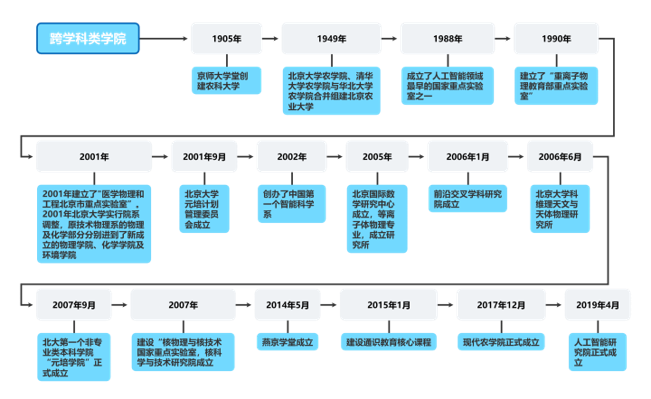 跨学科类学院
1905年
1949年
1988年
1990年
京师大学堂创
建农科大学
北京大学农学院、清华
大学农学院与华北大学
农学院合并组建北京农
业大学
成立了人工智能领域
最早的国家重点实验
室之一
建立了“重离子物
理教育部重点实验
室”
2001年
2001年9月
2002年
2005年
2006年1月
2006年6月
2001年建立了“医学物理和
工程北京市重点实验室”，
2001年北京大学实行院系
调整，原技术物理系的物理
及化学部分分别进到了新成
立的物理学院、化学学院及
环境学院
北京大学
元培计划
管理委员
会成立
创办了中国第
一个智能科学
系
北京国际数
学研究中心
成立，等离
子体物理专
业，成立研
究所
前沿交叉学科研究
院成立
北京大学科
维理天文与
天体物理研
究所
2007年9月
2007年
2014年5月
2015年1月
2017年12月
2019年4月
北大第一个非专
业类本科学院
“元培学院”正
式成立
建设“核物理与核技术
国家重点实验室，核科
学与技术研究院成立
燕京学堂成立
建设通识教育核心课程
现代农学院正式成立
人工智能研
究院正式成
立